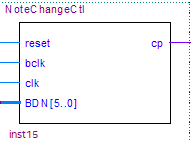 NoteChangeCtl
reset cp
bclk
clk
BDN[5..0]
inst15